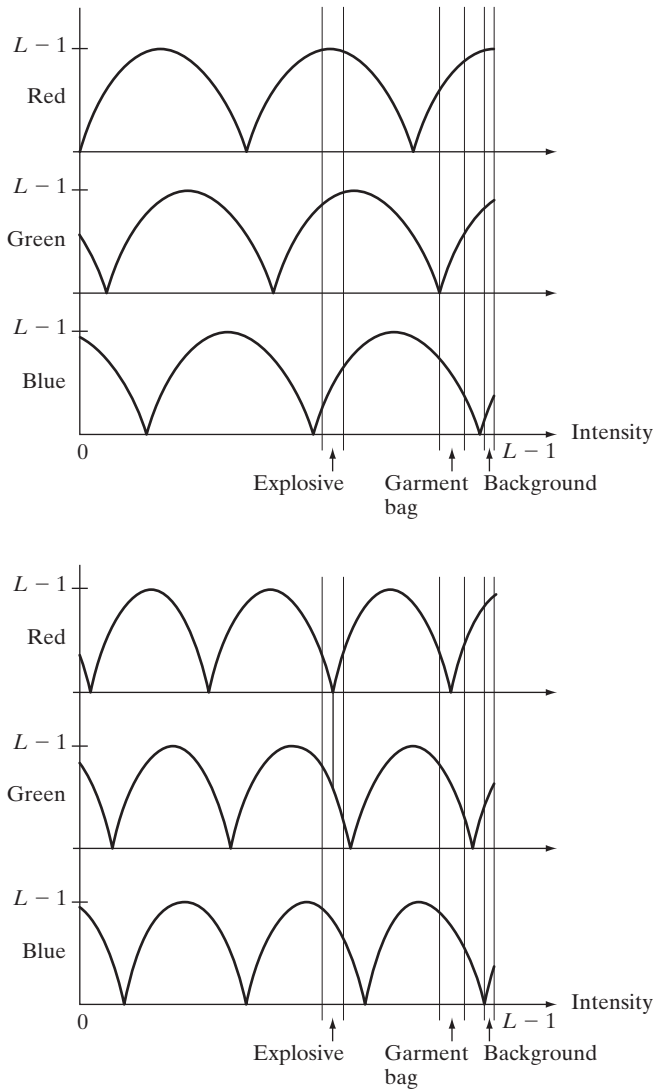 L − 1
Red
L − 1
Green
L − 1
Blue
Intensity
0
L − 1
Explosive
Garment
bag
Background
L − 1
Red
L − 1
Green
L − 1
Blue
Intensity
0
L − 1
Explosive
Garment
bag
Background